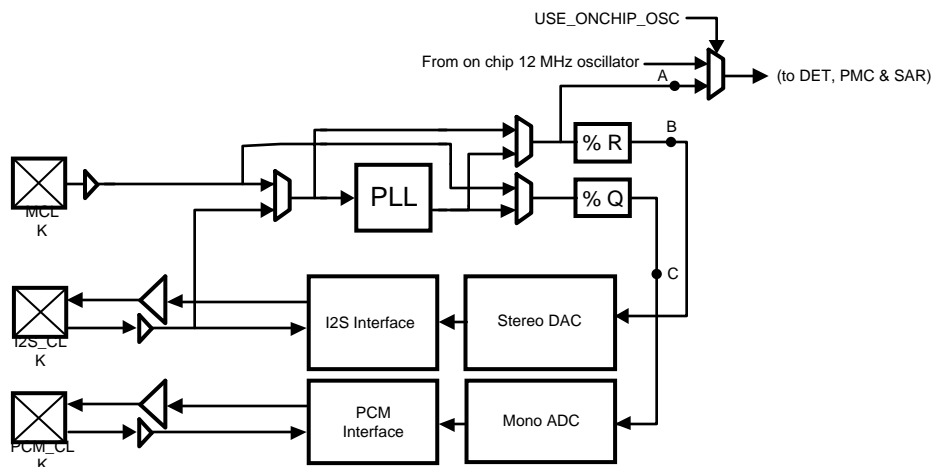 USE_ONCHIP_OSC
From on chip 12 MHz oscillator
A
(to DET, PMC & SAR)
B
% R
MCL
K
PLL
% Q
C
I2S_CL
K
I2S Interface
Stereo DAC
PCM_CL
K
PCM
Interface
Mono ADC